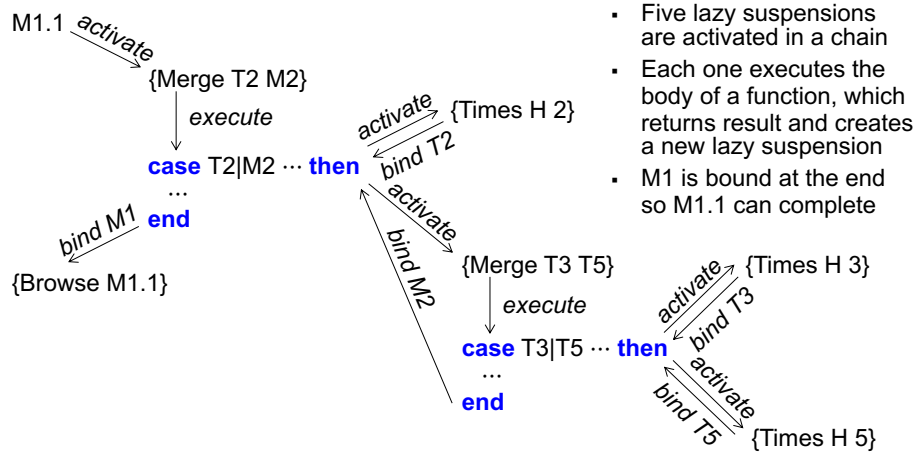 M1.1
activate
{Merge T2 M2}
execute
case T2|M2 ··· then
...
end
bind M1
{Browse M1.1}
activate
{Times H 2}
bind T2
activate
bind M2
{Merge T3 T5}
execute
case T3|T5 ··· then
...
end
activate
{Times H 3}
bind T3
activate
bind T5
{Times H 5}
▪ Five lazy suspensions
are activated in a chain
▪ Each one executes the
body of a function, which
returns result and creates
a new lazy suspension
▪ M1 is bound at the end
so M1.1 can complete